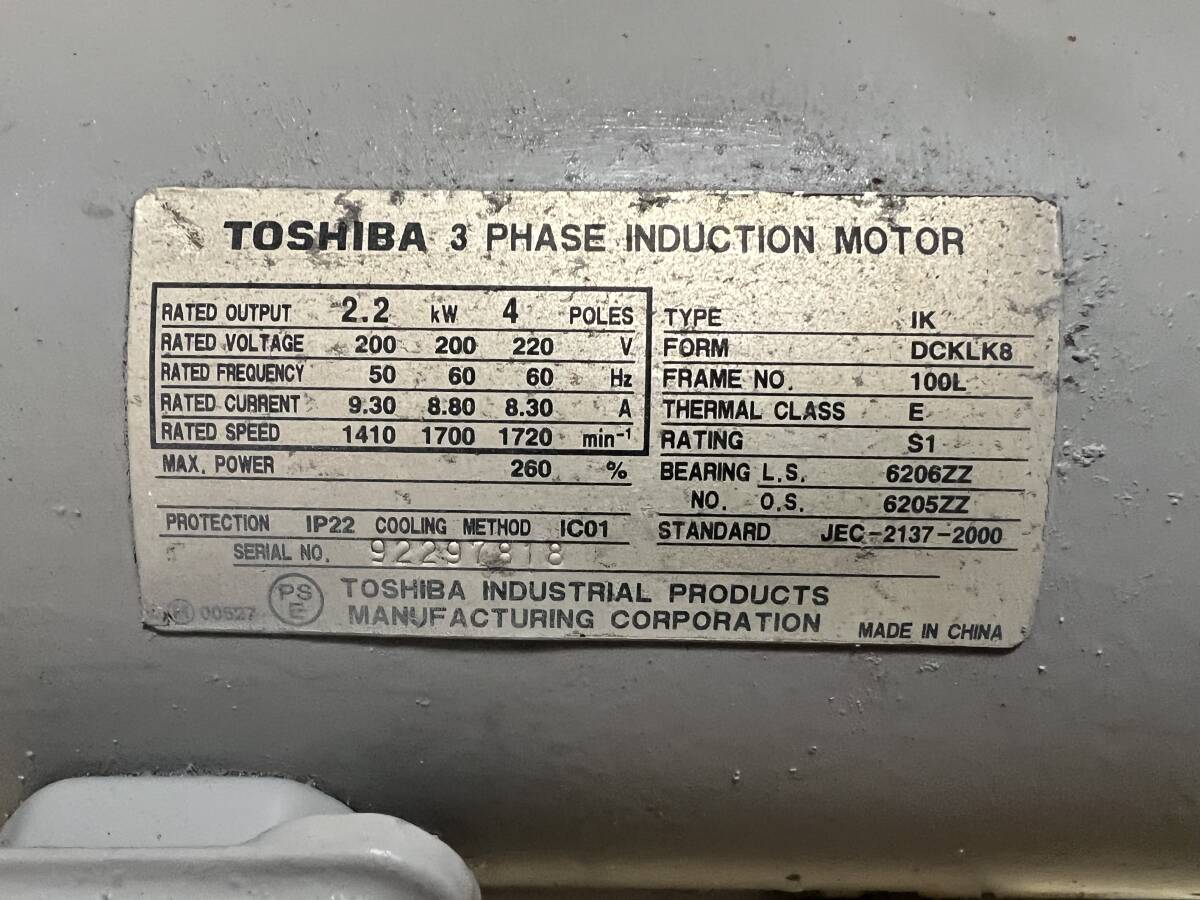 TOSHIBA 3 PHASE INDUCTION MOTOR
RATED OUTPUT 2.2 kW 4 POLES
RATED VOLTAGE 200 200 220 V
RATED FREQUENCY 50 60 60 Hz
RATED CURRENT 9.30 8.80 8.30 A
RATED SPEED 1410 1700 1720 min⁻¹
MAX. POWER 260 %
PROTECTION IP22 COOLING METHOD IC01
SERIAL NO. 92297818
TYPE IK
FORM DCKLK8
FRAME NO. 100L
THERMAL CLASS E
RATING S1
BEARING L.S. 6206ZZ
NO. O.S. 6205ZZ
STANDARD JEC-2137-2000
H 00527
PS E
TOSHIBA INDUSTRIAL PRODUCTS
MANUFACTURING CORPORATION
MADE IN CHINA